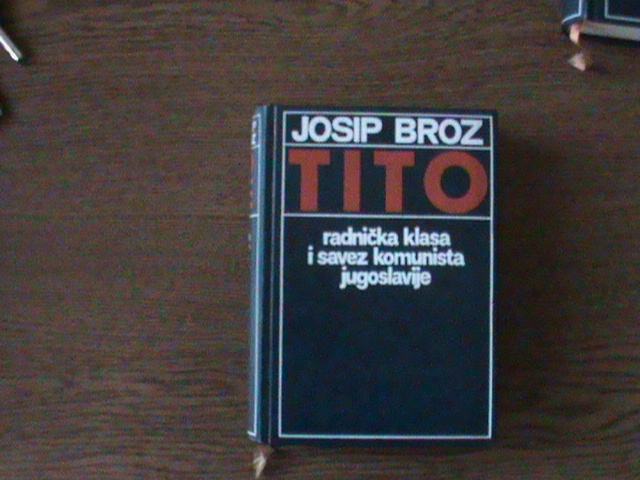 JOSIP BROZ
TITO
radnička klasa
i savez komunista
jugoslavije